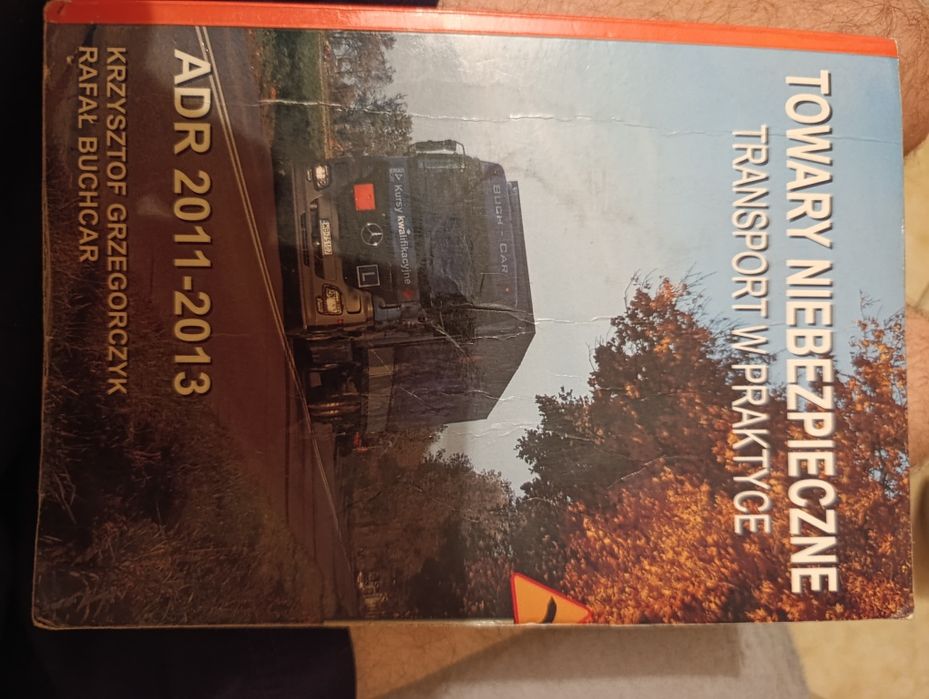 TOWARY NIEBEZPIECZNE
TRANSPORT W PRAKTYCE
BUCH - CAR
Kursy kwalifikacyjne
L
ADR 2011-2013
KRZYSZTOF GRZEGORCZYK
RAFAŁ BUCHCAR